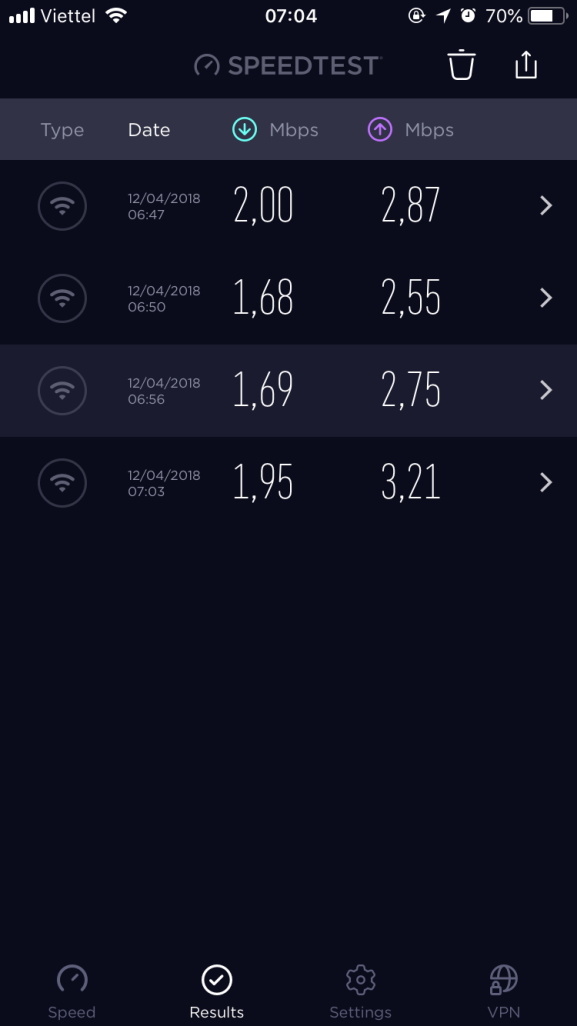 Viettel 07:04 70%
SPEEDTEST
Type Date Mbps Mbps
12/04/2018 2,00 2,87
06:47
12/04/2018 1,68 2,55
06:50
12/04/2018 1,69 2,75
06:56
12/04/2018 1,95 3,21
07:03
Speed Results Settings VPN